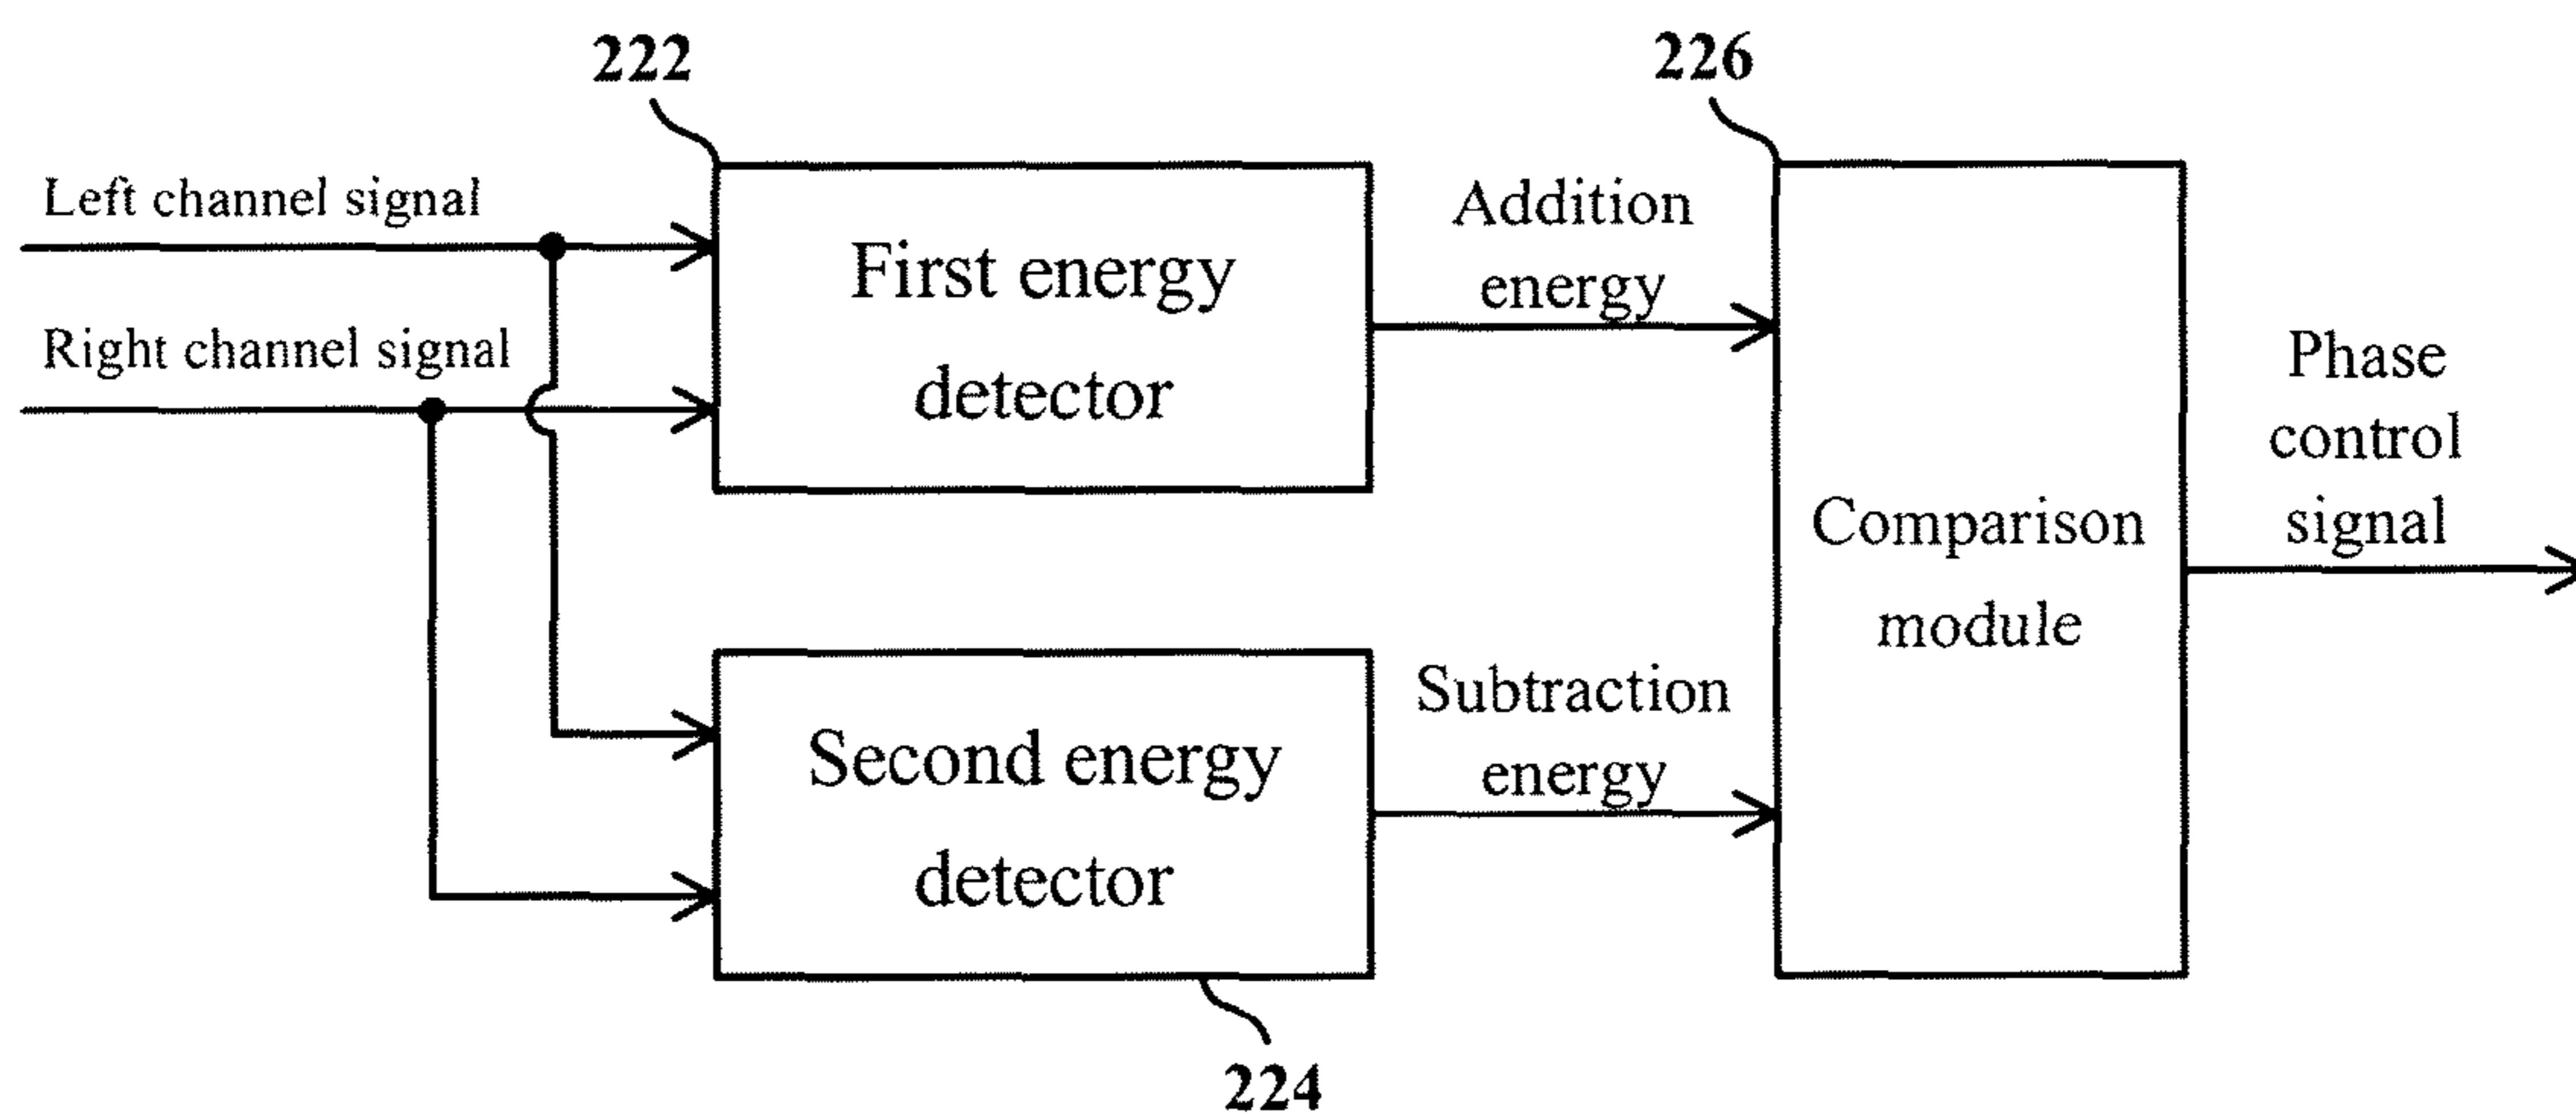 222
226
Left channel signal
Right channel signal
First energy
detector
Addition
energy
Phase
control
signal
Comparison
module
Second energy
detector
Subtraction
energy
224